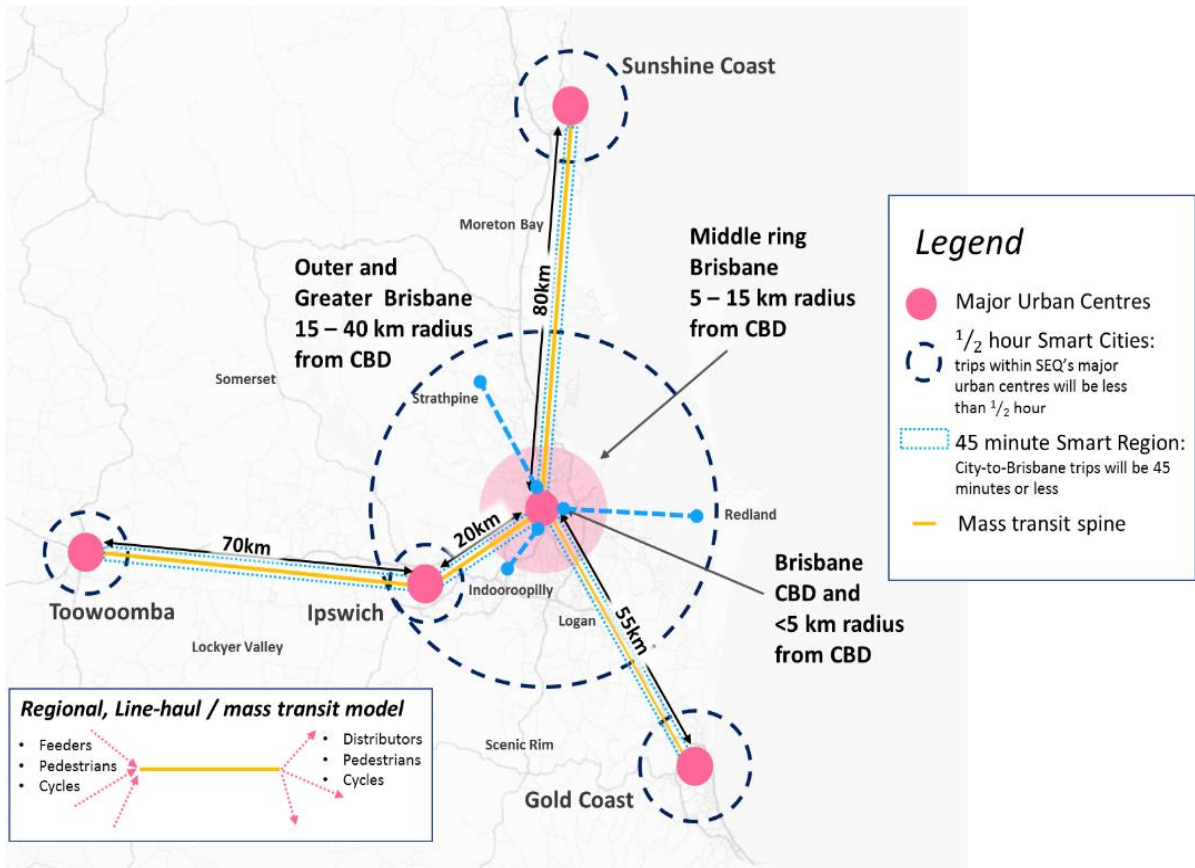 Sunshine Coast
Moreton Bay
80km
Outer and
Greater Brisbane
15 – 40 km radius
from CBD
Middle ring
Brisbane
5 – 15 km radius
from CBD
Somerset
Strathpine
Redland
20km
70km
Toowoomba
Ipswich
Indooroopilly
Logan
55km
Lockyer Valley
Brisbane
CBD and
<5 km radius
from CBD
Scenic Rim
Gold Coast
Legend
Major Urban Centres
1/2 hour Smart Cities:
trips within SEQ's major
urban centres will be less
than 1/2 hour
45 minute Smart Region:
City-to-Brisbane trips will be 45
minutes or less
Mass transit spine
Regional, Line-haul / mass transit model
• Feeders
• Pedestrians
• Cycles
• Distributors
• Pedestrians
• Cycles